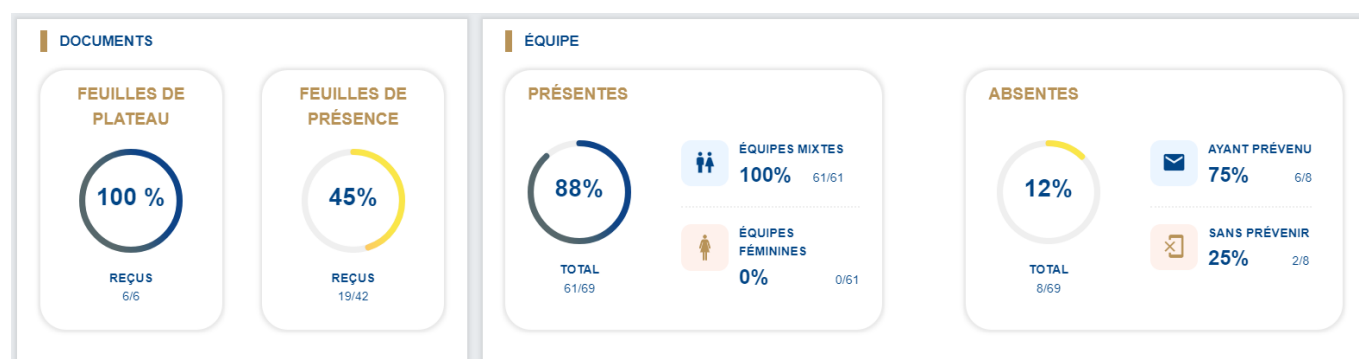 DOCUMENTS
FEUILLES DE
PLATEAU
100 %
REÇUS
6/6
FEUILLES DE
PRÉSENCE
45%
REÇUS
19/42
ÉQUIPE
PRÉSENTES
88%
TOTAL
61/69
ÉQUIPES MIXTES
100% 61/61
ÉQUIPES
FÉMININES
0% 0/61
ABSENTES
12%
TOTAL
8/69
AYANT PRÉVENU
75% 6/8
SANS PRÉVENIR
25% 2/8